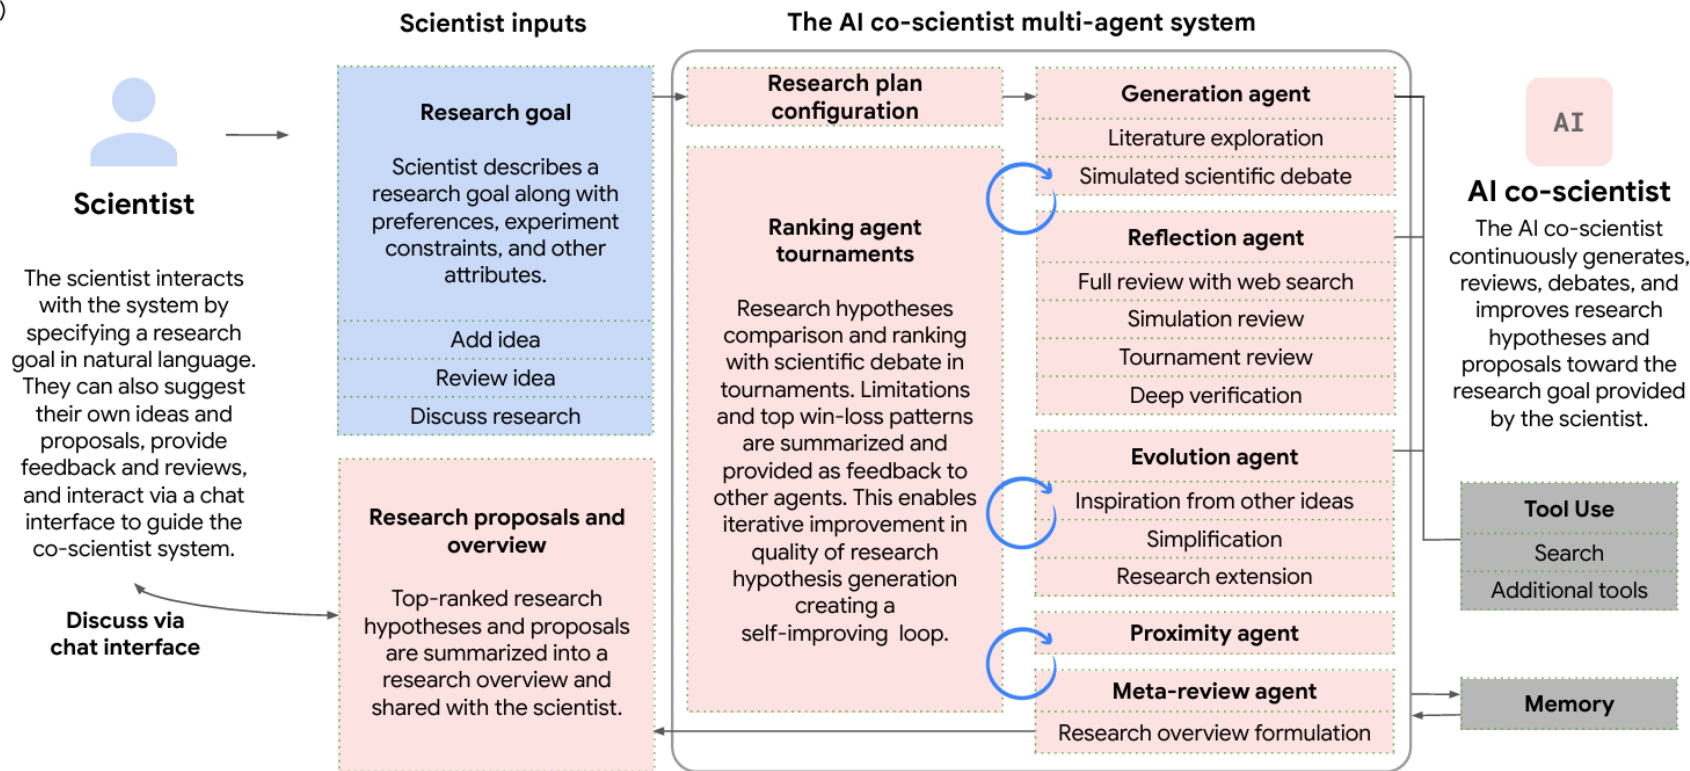 )
Scientist inputs
The AI co-scientist multi-agent system
Scientist
The scientist interacts
with the system by
specifying a research
goal in natural language.
They can also suggest
their own ideas and
proposals, provide
feedback and reviews,
and interact via a chat
interface to guide the
co-scientist system.
Discuss via
chat interface
Research goal
Scientist describes a
research goal along with
preferences, experiment
constraints, and other
attributes.
Add idea
Review idea
Discuss research
Research proposals and
overview
Top-ranked research
hypotheses and proposals
are summarized into a
research overview and
shared with the scientist.
Research plan
configuration
Ranking agent
tournaments
Research hypotheses
comparison and ranking
with scientific debate in
tournaments. Limitations
and top win-loss patterns
are summarized and
provided as feedback to
other agents. This enables
iterative improvement in
quality of research
hypothesis generation
creating a
self-improving loop.
Generation agent
Literature exploration
Simulated scientific debate
Reflection agent
Full review with web search
Simulation review
Tournament review
Deep verification
Evolution agent
Inspiration from other ideas
Simplification
Research extension
Proximity agent
Meta-review agent
Research overview formulation
AI
AI co-scientist
The AI co-scientist
continuously generates,
reviews, debates, and
improves research
hypotheses and
proposals toward the
research goal provided
by the scientist.
Tool Use
Search
Additional tools
Memory